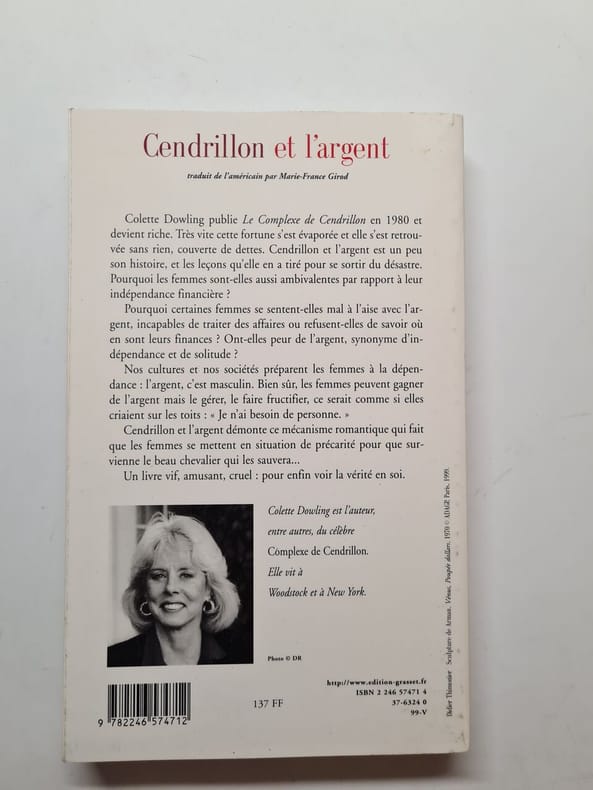 Cendrillon et l'argent
traduit de l'américain par Marie-France Girod
Colette Dowling publie Le Complexe de Cendrillon en 1980 et
devient riche. Très vite cette fortune s'est évaporée et elle s'est retrou-
vée sans rien, couverte de dettes. Cendrillon et l'argent est un peu
son histoire, et les leçons qu'elle en a tiré pour se sortir du désastre.
Pourquoi les femmes sont-elles aussi ambivalentes par rapport à leur
indépendance financière ?
Pourquoi certaines femmes se sentent-elles mal à l'aise avec l'ar-
gent, incapables de traiter des affaires ou refusent-elles de savoir où
en sont leurs finances ? Ont-elles peur de l'argent, synonyme d'in-
dépendance et de solitude ?
Nos cultures et nos sociétés préparent les femmes à la dépen-
dance : l'argent, c'est masculin. Bien sûr, les femmes peuvent gagner
de l'argent mais le gérer, le faire fructifier, ce serait comme si elles
criaient sur les toits : « Je n'ai besoin de personne. »
Cendrillon et l'argent démonte ce mécanisme romantique qui fait
que les femmes se mettent en situation de précarité pour que sur-
vienne le beau chevalier qui les sauvera...
Un livre vif, amusant, cruel : pour enfin voir la vérité en soi.
Colette Dowling est l'auteur,
entre autres, du célèbre
Complexe de Cendrillon.
Elle vit à
Woodstock et à New York.
Photo © DR
Didier Thimonier Sculpture de Arman, Vénus, Poupée dollars, 1970 © ADAGP, Paris, 1999.
http://www.edition-grasset.fr
ISBN 2 246 57471 4
37-6324 0
99-V
137 FF
9 782246 574712